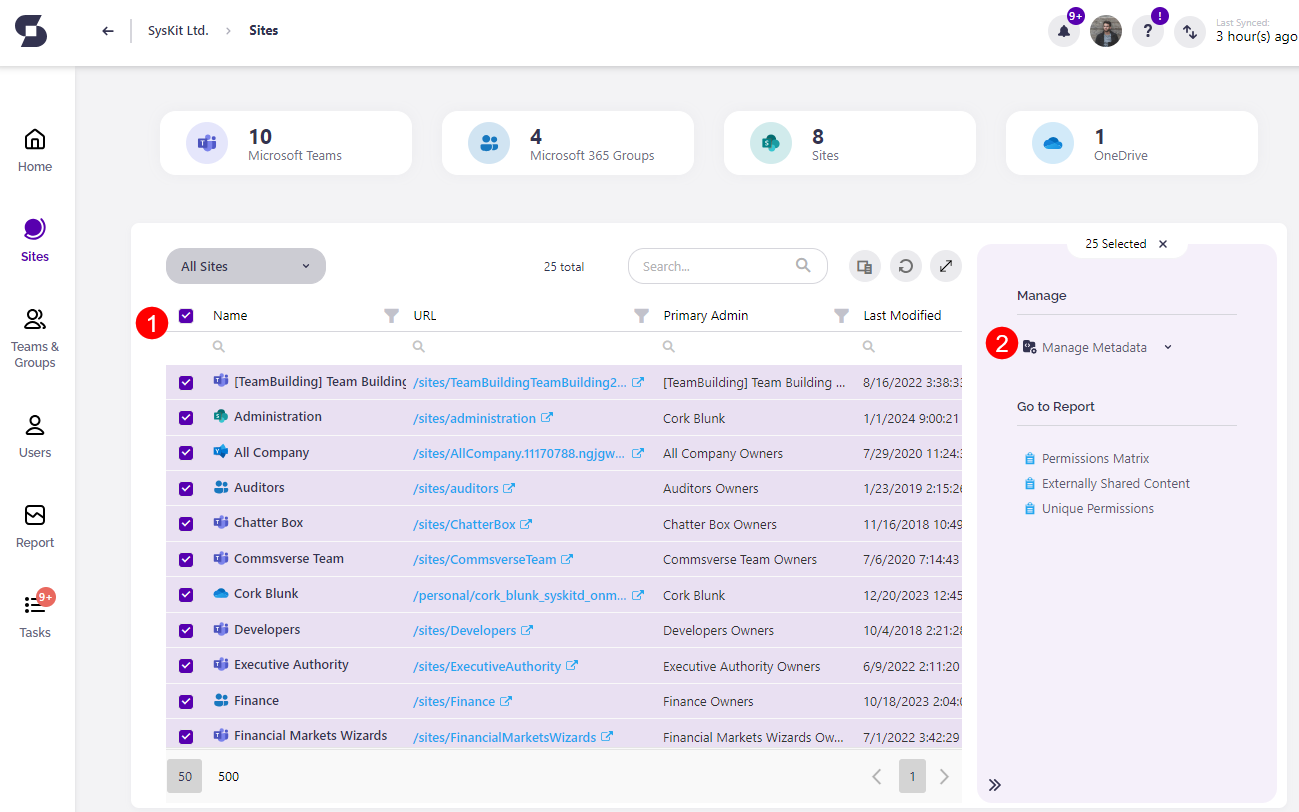 SysKit Ltd. > Sites
9+
!
?
Last Synced:
3 hour(s) ago
10
Microsoft Teams
4
Microsoft 365 Groups
8
Sites
1
OneDrive
Home
Sites
Teams &
Groups
Users
Report
9+
Tasks
All Sites
25 total
Search...
25 Selected
1
Name
URL
Primary Admin
Last Modified
[TeamBuilding] Team Building /sites/TeamBuildingTeamBuilding2... [TeamBuilding] Team Building ... 8/16/2022 3:38:33
Administration /sites/administration Cork Blunk 1/1/2024 9:00:21
All Company /sites/AllCompany.11170788.ngjgw... All Company Owners 7/29/2020 11:24:3
Auditors /sites/auditors Auditors Owners 1/23/2019 2:15:26
Chatter Box /sites/ChatterBox Chatter Box Owners 11/16/2018 10:49
Commsverse Team /sites/CommsverseTeam Commsverse Team Owners 7/6/2020 7:14:43
Cork Blunk /personal/cork_blunk_syskitd_onm... Cork Blunk 12/20/2023 12:45
Developers /sites/Developers Developers Owners 10/4/2018 2:21:28
Executive Authority /sites/ExecutiveAuthority Executive Authority Owners 6/9/2022 2:11:20
Finance /sites/Finance Finance Owners 10/18/2023 2:04:0
Financial Markets Wizards /sites/FinancialMarketsWizards Financial Markets Wizards Ow... 7/1/2022 3:42:29
50 500
1
Manage
2
Manage Metadata
Go to Report
Permissions Matrix
Externally Shared Content
Unique Permissions